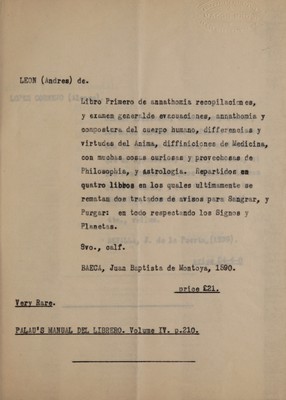 LEON (Andres) de.
Libro Primero de annathomia recopilaciones,
y examen generalde evacuaciones, annathomia y
compostura del cuerpo humano, differencias y
virtudes del Anima, diffiniciones de Medicina,
con muchas cosas curiosas y provechosas de
Philosophia, y Astrologia. Repartidos en
quatro libros en los quales ultimamente se
rematan dos tratados de avisos para Sangrar, y
Purgar: en todo respectando los Signos y
Planetas.
8vo., calf.
BAECA, Juan Baptista de Montoya, 1590.
price £21.
Very Rare.
PALAU'S MANUAL DEL LIBRERO. Volume IV. p.210.